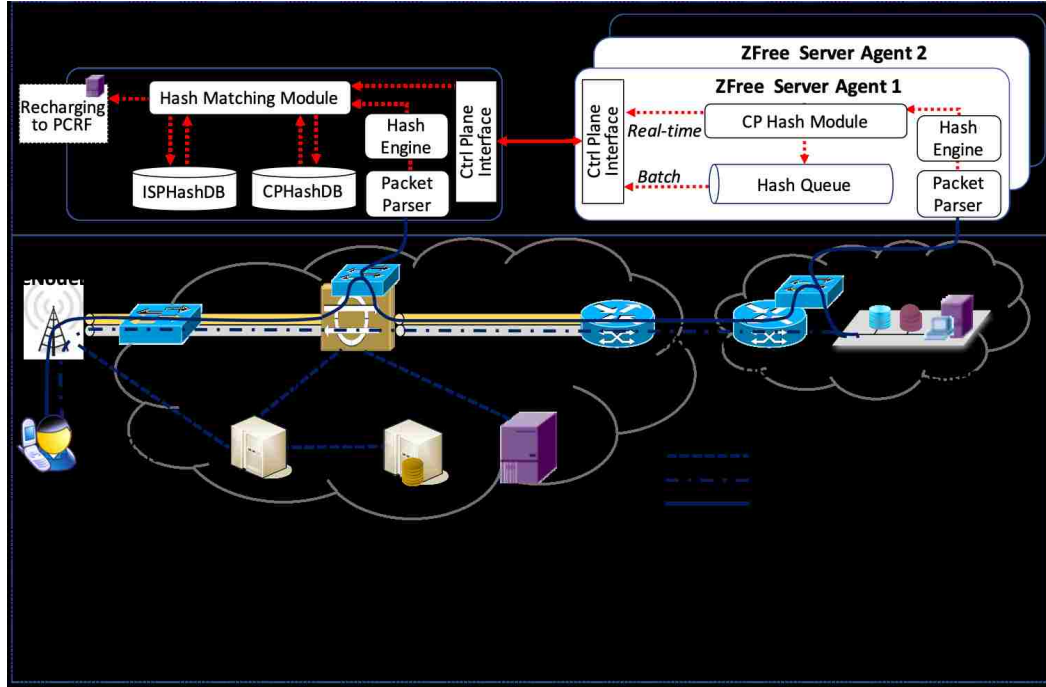 ZFree Server Agent 2
ZFree Server Agent 1
Recharging
to PCRF
Hash Matching Module
Hash
Engine
Packet
Parser
ISPHashDB
CPHashDB
Ctrl Plane
Interface
Ctrl Plane
Interface
Real-time
Batch
CP Hash Module
Hash Queue
Hash
Engine
Packet
Parser